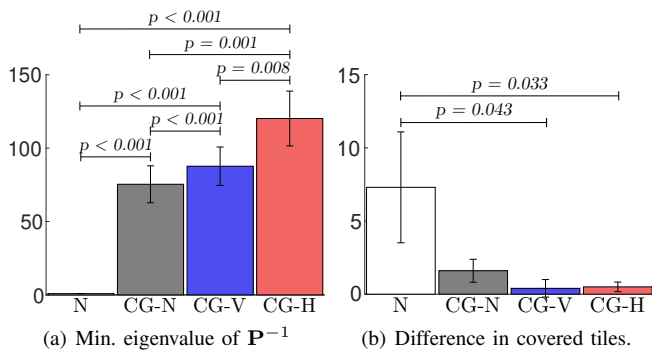 p < 0.001
p = 0.001
p = 0.008
p < 0.001
p < 0.001
p < 0.001
150
100
50
0
N CG-N CG-V CG-H
(a) Min. eigenvalue of P⁻¹
p = 0.033
p = 0.043
15
10
5
0
N CG-N CG-V CG-H
(b) Difference in covered tiles.